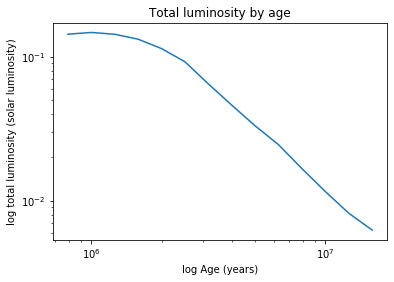 Total luminosity by age
log total luminosity (solar luminosity)
10⁻¹
10⁻²
10⁶
10⁷
log Age (years)